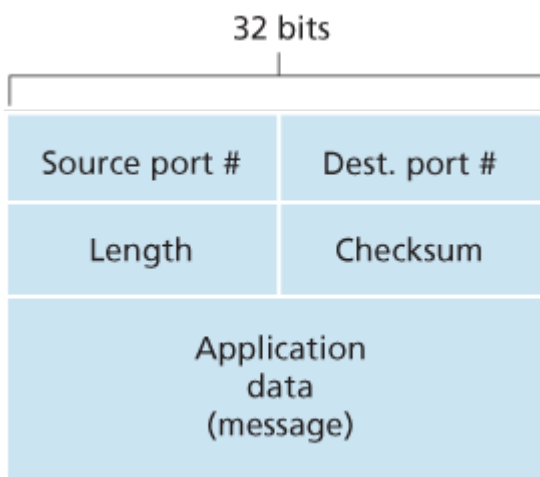 32 bits
Source port #
Dest. port #
Length
Checksum
Application
data
(message)